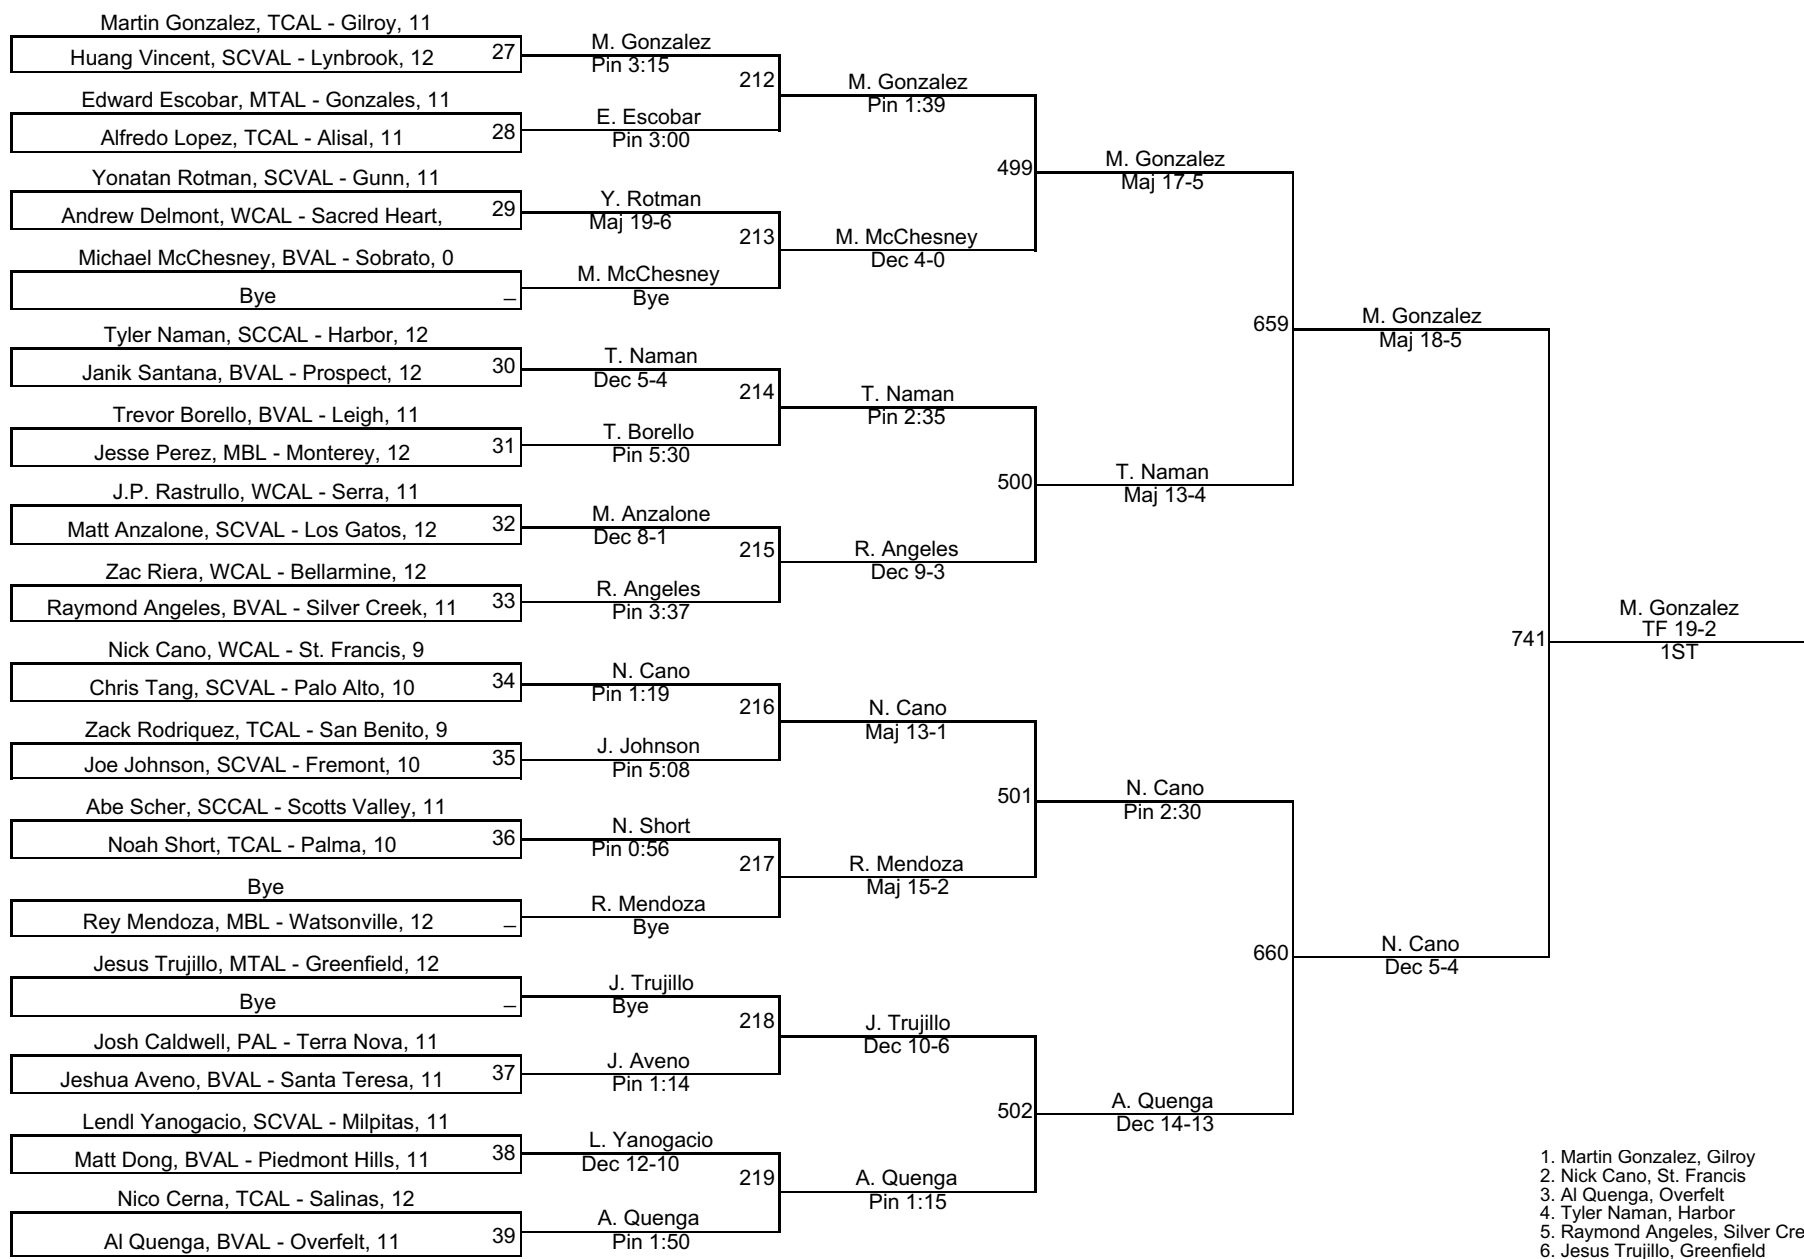 Martin Gonzalez, TCAL - Gilroy, 11
Huang Vincent, SCVAL - Lynbrook, 12
27
Edward Escobar, MTAL - Gonzales, 11
Alfredo Lopez, TCAL - Alisal, 11
28
Yonatan Rotman, SCVAL - Gunn, 11
Andrew Delmont, WCAL - Sacred Heart,
29
Michael McChesney, BVAL - Sobrato, 0
Bye
–
Tyler Naman, SCCAL - Harbor, 12
Janik Santana, BVAL - Prospect, 12
30
Trevor Borello, BVAL - Leigh, 11
Jesse Perez, MBL - Monterey, 12
31
J.P. Rastrullo, WCAL - Serra, 11
Matt Anzalone, SCVAL - Los Gatos, 12
32
Zac Riera, WCAL - Bellarmine, 12
Raymond Angeles, BVAL - Silver Creek, 11
33
Nick Cano, WCAL - St. Francis, 9
Chris Tang, SCVAL - Palo Alto, 10
34
Zack Rodriquez, TCAL - San Benito, 9
Joe Johnson, SCVAL - Fremont, 10
35
Abe Scher, SCCAL - Scotts Valley, 11
Noah Short, TCAL - Palma, 10
36
Bye
Rey Mendoza, MBL - Watsonville, 12
–
Jesus Trujillo, MTAL - Greenfield, 12
Bye
–
Josh Caldwell, PAL - Terra Nova, 11
Jeshua Aveno, BVAL - Santa Teresa, 11
37
Lendl Yanogacio, SCVAL - Milpitas, 11
Matt Dong, BVAL - Piedmont Hills, 11
38
Nico Cerna, TCAL - Salinas, 12
Al Quenga, BVAL - Overfelt, 11
39
M. Gonzalez
Pin 3:15
212
E. Escobar
Pin 3:00
Y. Rotman
Maj 19-6
213
M. McChesney
Bye
T. Naman
Dec 5-4
214
T. Borello
Pin 5:30
M. Anzalone
Dec 8-1
215
R. Angeles
Pin 3:37
N. Cano
Pin 1:19
216
J. Johnson
Pin 5:08
N. Short
Pin 0:56
217
R. Mendoza
Bye
J. Trujillo
Bye
218
J. Aveno
Pin 1:14
L. Yanogacio
Dec 12-10
219
A. Quenga
Pin 1:50
M. Gonzalez
Pin 1:39
499
M. McChesney
Dec 4-0
T. Naman
Pin 2:35
500
R. Angeles
Dec 9-3
N. Cano
Maj 13-1
501
R. Mendoza
Maj 15-2
J. Trujillo
Dec 10-6
502
A. Quenga
Pin 1:15
M. Gonzalez
Maj 17-5
659
T. Naman
Maj 13-4
N. Cano
Pin 2:30
660
A. Quenga
Dec 14-13
M. Gonzalez
Maj 18-5
741
N. Cano
Dec 5-4
M. Gonzalez
TF 19-2
1ST
1. Martin Gonzalez, Gilroy
2. Nick Cano, St. Francis
3. Al Quenga, Overfelt
4. Tyler Naman, Harbor
5. Raymond Angeles, Silver Cre
6. Jesus Trujillo, Greenfield